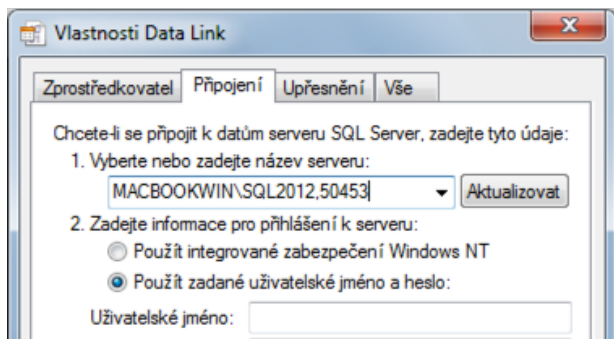 Vlastnosti Data Link
Zprostředkovatel Připojení Upřesnění Vše
Chcete-li se připojit k datům serveru SQL Server, zadejte tyto údaje:
1. Vyberte nebo zadejte název serveru:
MACBOOKWIN\SQL2012,50453 Aktualizovat
2. Zadejte informace pro přihlášení k serveru:
Použít integrované zabezpečení Windows NT
Použít zadané uživatelské jméno a heslo:
Uživatelské jméno: